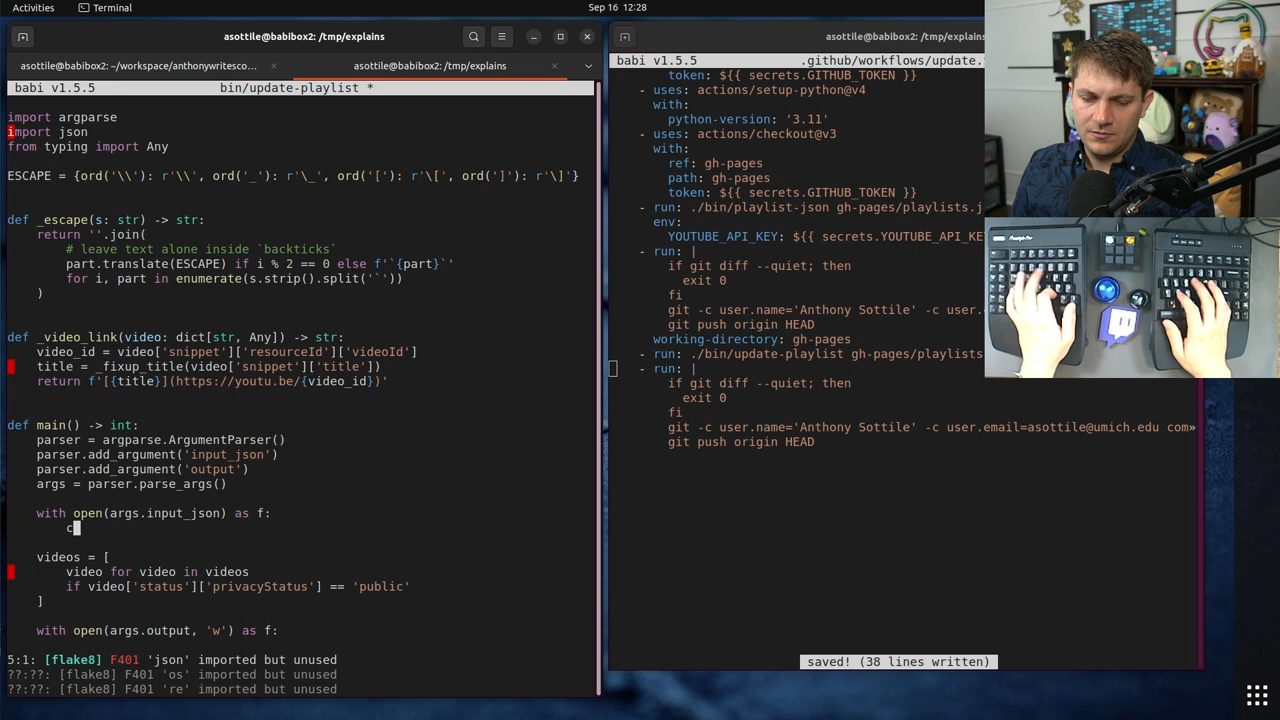 Activities
Terminal
Sep 16 12:28
asottile@babibox2: /tmp/explains
asottile@babibox2: ~/workspace/anthonywritesco...
asottile@babibox2: /tmp/explains
babi v1.5.5 bin/update-playlist *
import argparse
import json
from typing import Any
ESCAPE = {ord('\\'): r'\\', ord('_'): r'\_', ord('['): r'\[', ord(']'): r'\]'}
def _escape(s: str) -> str:
return ''.join(
# leave text alone inside `backticks`
part.translate(ESCAPE) if i % 2 == 0 else f'`{part}`'
for i, part in enumerate(s.strip().split('`'))
)
def _video_link(video: dict[str, Any]) -> str:
video_id = video['snippet']['resourceId']['videoId']
title = _fixup_title(video['snippet']['title'])
return f'[{title}](https://youtu.be/{video_id})'
def main() -> int:
parser = argparse.ArgumentParser()
parser.add_argument('input_json')
parser.add_argument('output')
args = parser.parse_args()
with open(args.input_json) as f:
c
videos = [
video for video in videos
if video['status']['privacyStatus'] == 'public'
]
with open(args.output, 'w') as f:
5:1: [flake8] F401 'json' imported but unused
??:??: [flake8] F401 'os' imported but unused
??:??: [flake8] F401 're' imported but unused
asottile@babibox2: /tmp/explains
babi v1.5.5 .github/workflows/update.
token: ${{ secrets.GITHUB_TOKEN }}
- uses: actions/setup-python@v4
with:
python-version: '3.11'
- uses: actions/checkout@v3
with:
ref: gh-pages
path: gh-pages
token: ${{ secrets.GITHUB_TOKEN }}
- run: ./bin/playlist-json gh-pages/playlists.j
env:
YOUTUBE_API_KEY: ${{ secrets.YOUTUBE_API_KE
- run: |
if git diff --quiet; then
exit 0
fi
git -c user.name='Anthony Sottile' -c user.
git push origin HEAD
working-directory: gh-pages
- run: ./bin/update-playlist gh-pages/playlists
- run: |
if git diff --quiet; then
exit 0
fi
git -c user.name='Anthony Sottile' -c user.email=asottile@umich.edu com»
git push origin HEAD
saved! (38 lines written)